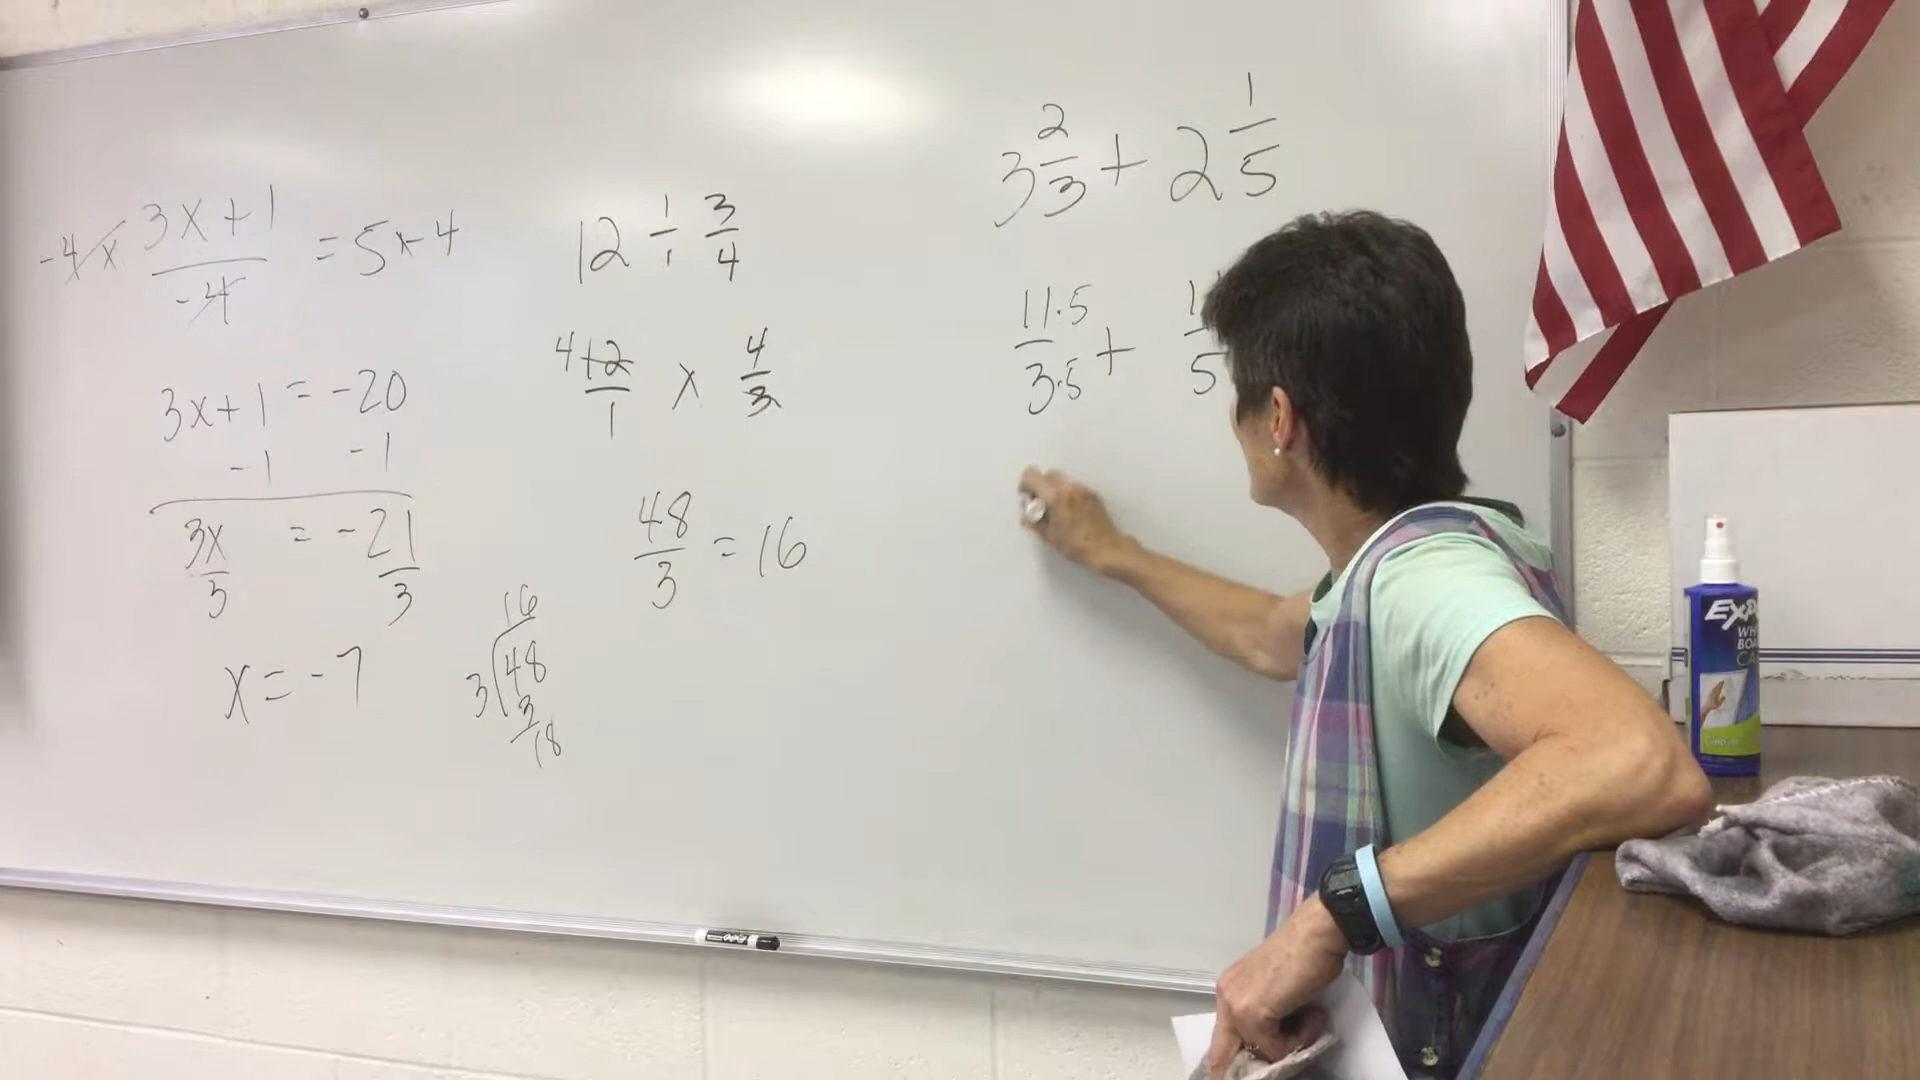 -4 x 3x+1/-4 = 5 x-4
3x+1 = -20
-1 -1
3x/3 = -21/3
x = -7
12 1÷1 3/4
4 12/1 x 4/3
48/3 = 16
16
3 48
3
18
3 2/3 + 2 1/5
11·5/3·5 +
5
EXPO